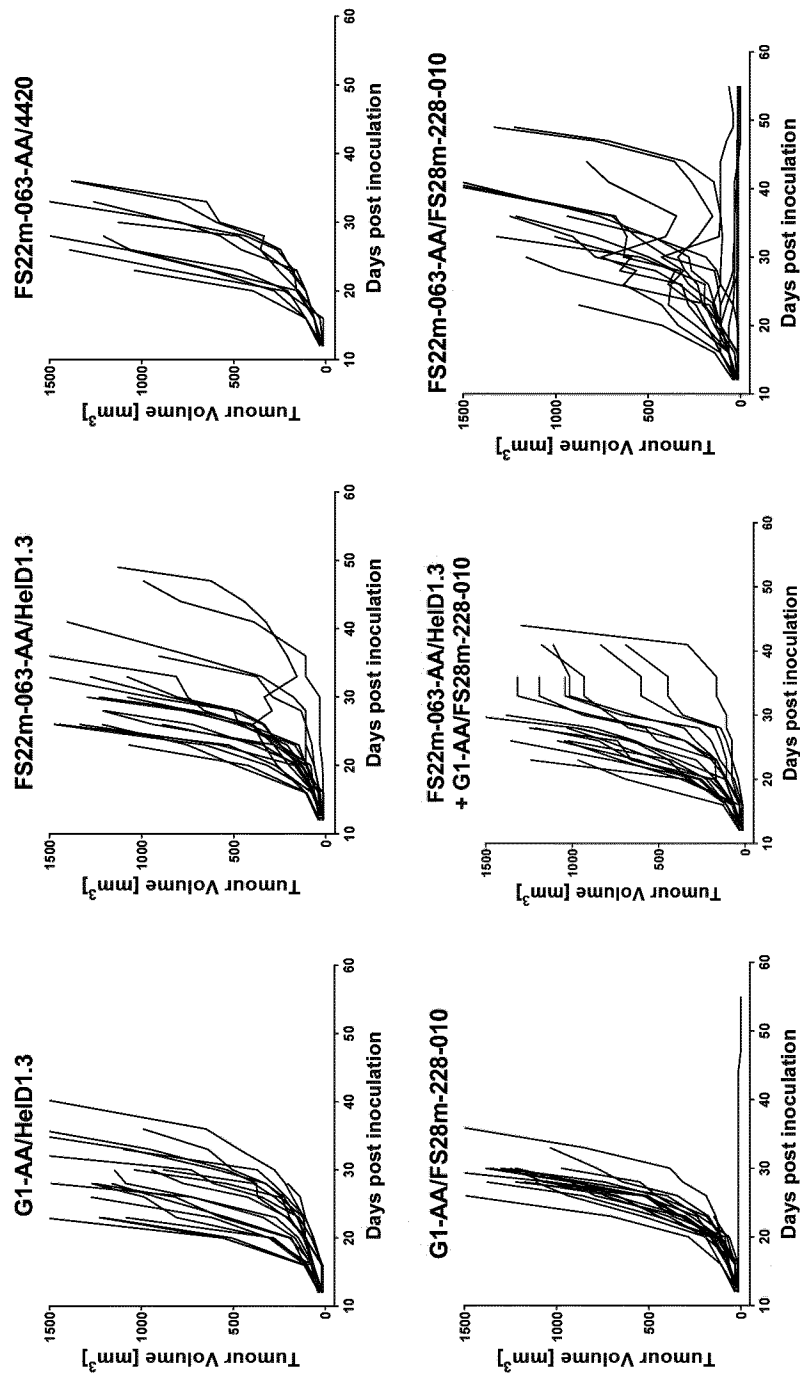 G1-AA/HelD1.3
Tumour Volume [mm³]
1500
1000
500
0
10 20 30 40 50 60
Days post inoculation
FS22m-063-AA/HelD1.3
Tumour Volume [mm³]
1500
1000
500
0
10 20 30 40 50 60
Days post inoculation
FS22m-063-AA/4420
Tumour Volume [mm³]
1500
1000
500
0
10 20 30 40 50 60
Days post inoculation
G1-AA/FS28m-228-010
Tumour Volume [mm³]
1500
1000
500
0
10 20 30 40 50 60
Days post inoculation
FS22m-063-AA/HelD1.3
+ G1-AA/FS28m-228-010
Tumour Volume [mm³]
1500
1000
500
0
10 20 30 40 50 60
Days post inoculation
FS22m-063-AA/FS28m-228-010
Tumour Volume [mm³]
1500
1000
500
0
10 20 30 40 50 60
Days post inoculation